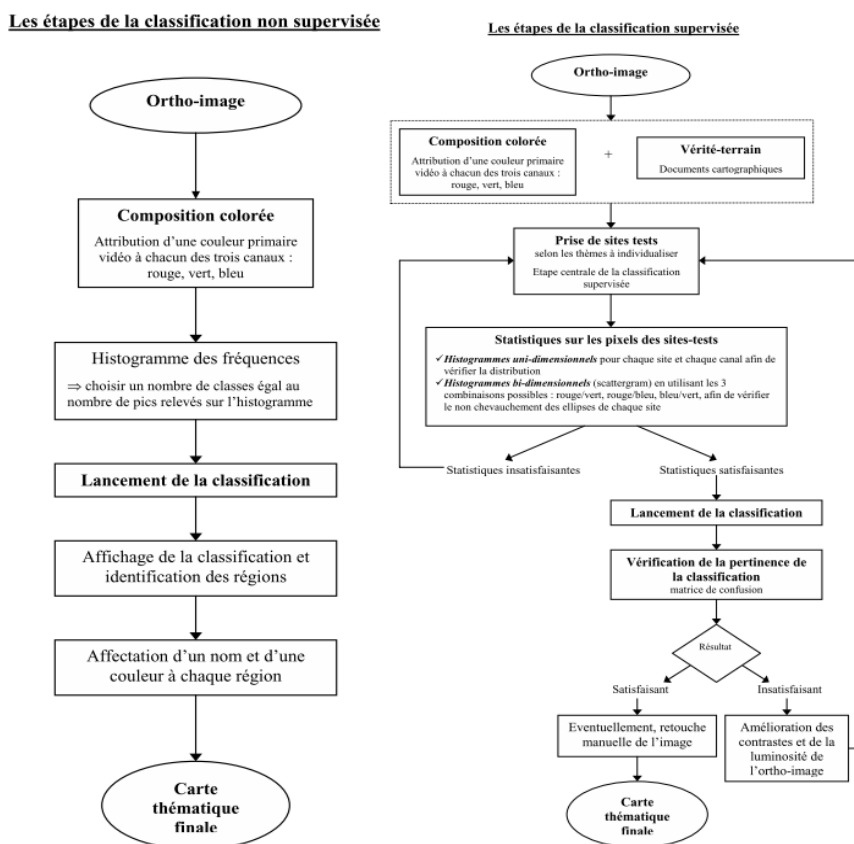 Les étapes de la classification non supervisée
Ortho-image
Composition colorée
Attribution d'une couleur primaire
vidéo à chacun des trois canaux :
rouge, vert, bleu
Histogramme des fréquences
⇒ choisir un nombre de classes égal au
nombre de pics relevés sur l'histogramme
Lancement de la classification
Affichage de la classification et
identification des régions
Affectation d'un nom et d'une
couleur à chaque région
Carte
thématique
finale
Les étapes de la classification supervisée
Ortho-image
Composition colorée
Attribution d'une couleur primaire
vidéo à chacun des trois canaux :
rouge, vert, bleu
+
Vérité-terrain
Documents cartographiques
Prise de sites tests
selon les thèmes à individualiser
Etape centrale de la classification
supervisée
Statistiques sur les pixels des sites-tests
✓Histogrammes uni-dimensionnels pour chaque site et chaque canal afin de
vérifier la distribution
✓Histogrammes bi-dimensionnels (scattergram) en utilisant les 3
combinaisons possibles : rouge/vert, rouge/bleu, bleu/vert, afin de vérifier
le non chevauchement des ellipses de chaque site
Statistiques insatisfaisantes
Statistiques satisfaisantes
Lancement de la classification
Vérification de la pertinence de
la classification
matrice de confusion
Résultat
Satisfaisant
Insatisfaisant
Eventuellement, retouche
manuelle de l'image
Amélioration des
contrastes et de la
luminosité de
l'ortho-image
Carte
thématique
finale